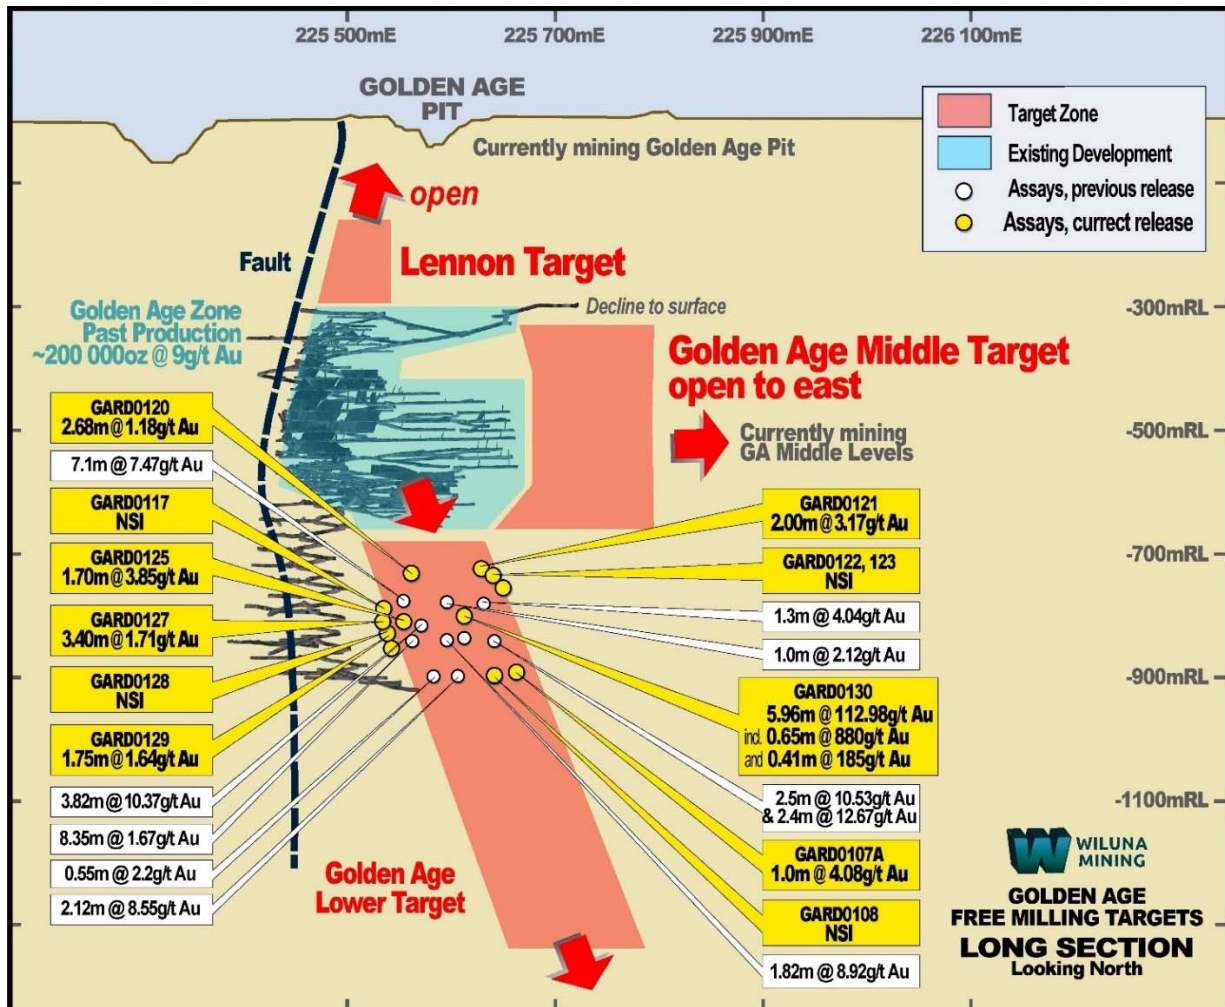 225 500mE
225 700mE
225 900mE
226 100mE
GOLDEN AGE
PIT
Currently mining Golden Age Pit
Target Zone
Existing Development
Assays, previous release
Assays, currect release
open
Fault
Lennon Target
Golden Age Zone
Past Production
~200 000oz @ 9g/t Au
Decline to surface
-300mRL
Golden Age Middle Target
open to east
Currently mining
GA Middle Levels
-500mRL
-700mRL
-900mRL
-1100mRL
GARD0120
2.68m @ 1.18g/t Au
7.1m @ 7.47g/t Au
GARD0117
NSI
GARD0125
1.70m @ 3.85g/t Au
GARD0127
3.40m @ 1.71g/t Au
GARD0128
NSI
GARD0129
1.75m @ 1.64g/t Au
3.82m @ 10.37g/t Au
8.35m @ 1.67g/t Au
0.55m @ 2.2g/t Au
2.12m @ 8.55g/t Au
GARD0121
2.00m @ 3.17g/t Au
GARD0122, 123
NSI
1.3m @ 4.04g/t Au
1.0m @ 2.12g/t Au
GARD0130
5.96m @ 112.98g/t Au
incl. 0.65m @ 880g/t Au
and 0.41m @ 185g/t Au
2.5m @ 10.53g/t Au
& 2.4m @ 12.67g/t Au
GARD0107A
1.0m @ 4.08g/t Au
GARD0108
NSI
1.82m @ 8.92g/t Au
Golden Age
Lower Target
WILUNA
MINING
GOLDEN AGE
FREE MILLING TARGETS
LONG SECTION
Looking North